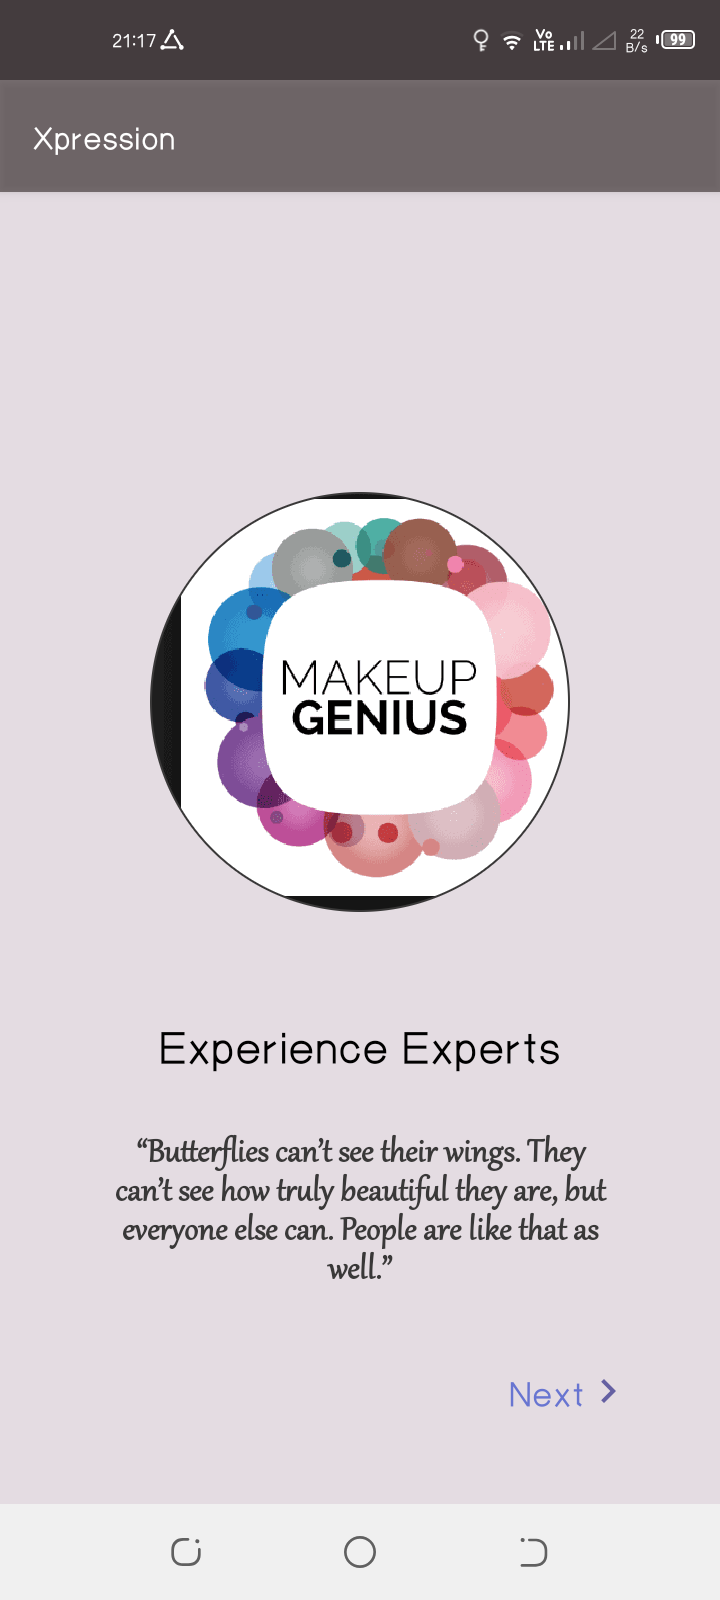 21:17 Vo LTE 22 B/s 99
Xpression
MAKEUP
GENIUS
Experience Experts
“Butterflies can’t see their wings. They
can’t see how truly beautiful they are, but
everyone else can. People are like that as
well.”
Next